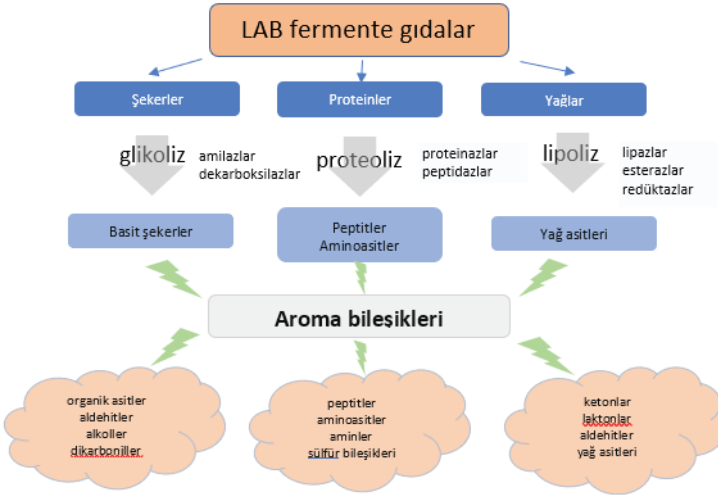 LAB fermente gıdalar
Şekerler
Proteinler
Yağlar
glikoliz
amilazlar
dekarboksilazlar
proteoliz
proteinazlar
peptidazlar
lipoliz
lipazlar
esterazlar
redüktazlar
Basit şekerler
Peptitler
Aminoasitler
Yağ asitleri
Aroma bileşikleri
organik asitler
aldehitler
alkoller
dikarboniller
peptitler
aminoasitler
aminler
sülfür bileşikleri
ketonlar
laktonlar
aldehitler
yağ asitleri